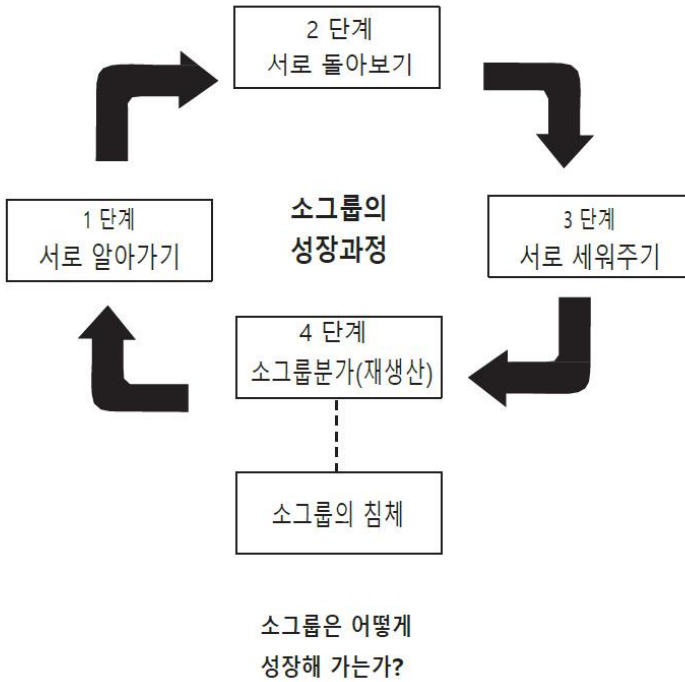 2 단계
서로 돌아보기
1 단계
서로 알아가기
소그룹의
성장과정
3 단계
서로 세워주기
4 단계
소그룹분가(재생산)
소그룹의 침체
소그룹은 어떻게
성장해 가는가?